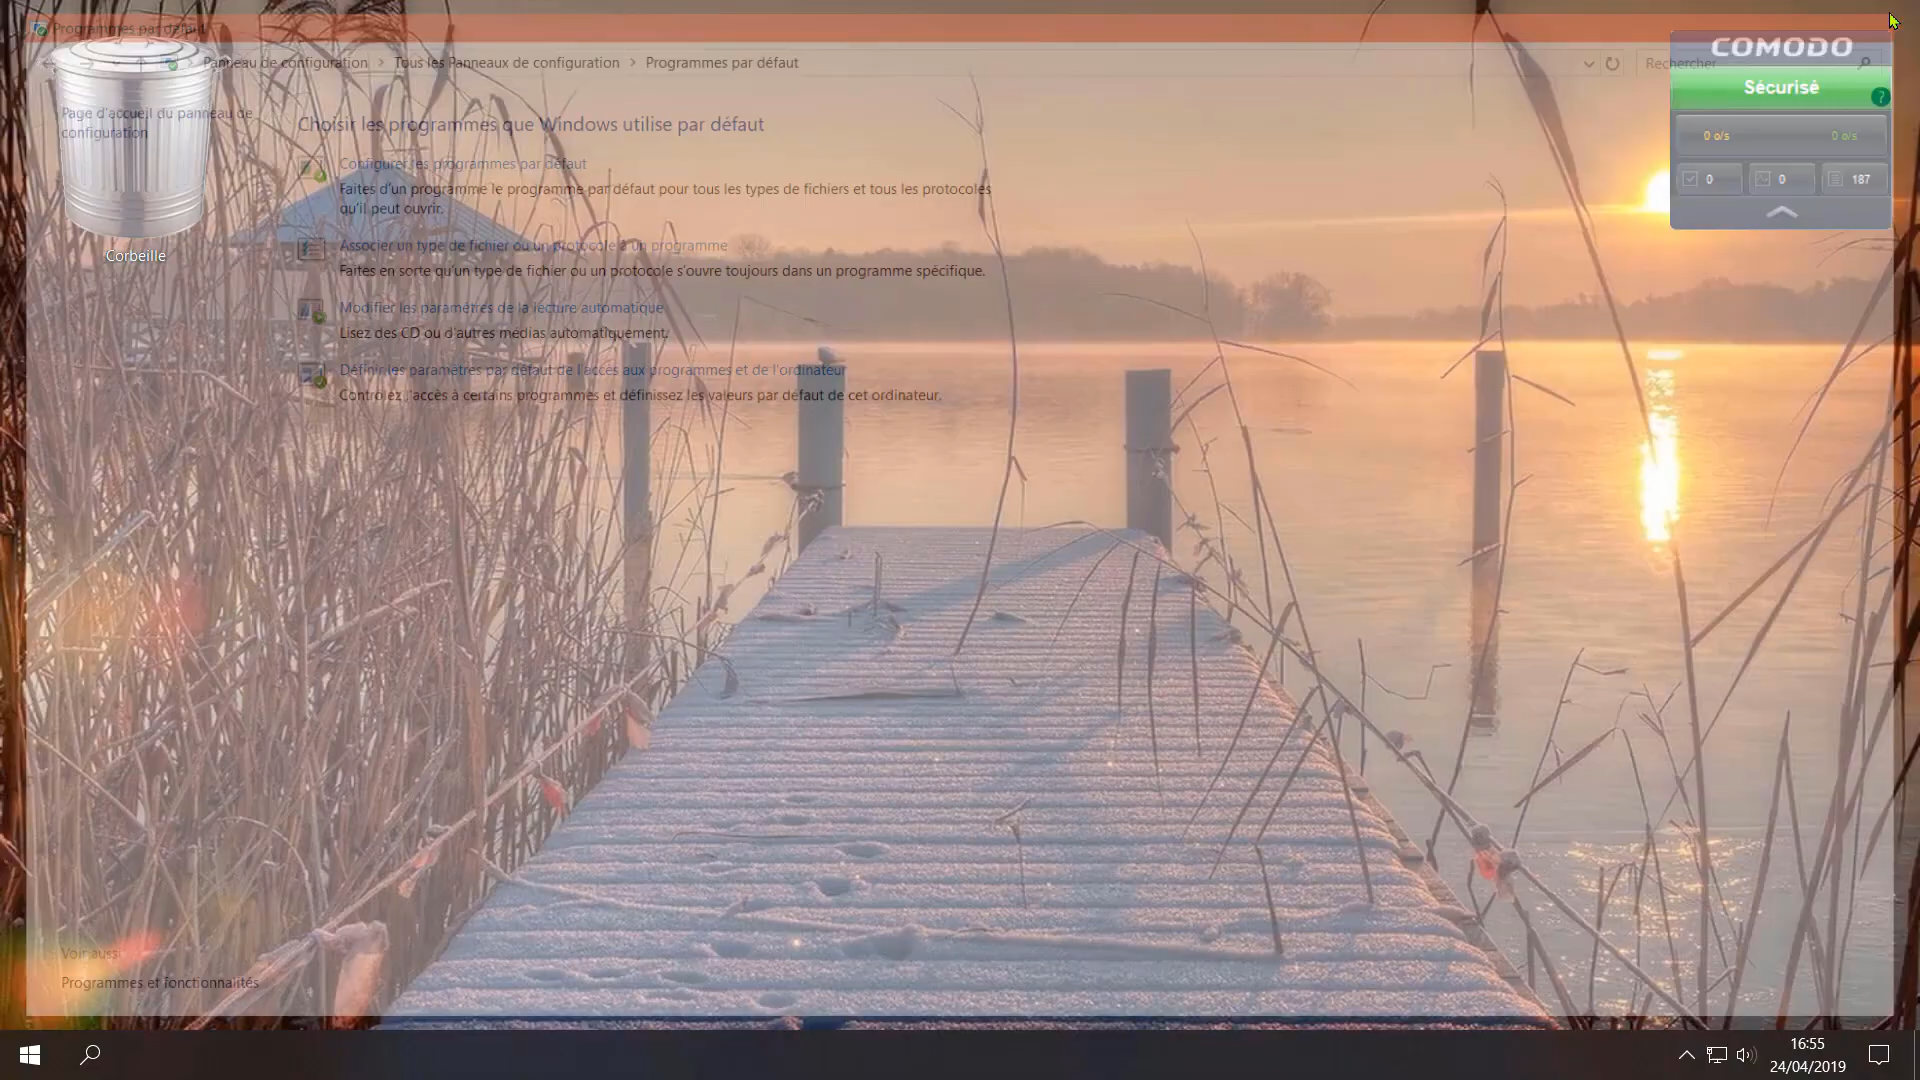 Programmes par défaut
Panneau de configuration > Tous les Panneaux de configuration > Programmes par défaut
Rechercher
Page d'accueil du panneau de
configuration
Choisir les programmes que Windows utilise par défaut
Configurer les programmes par défaut
Faites d'un programme le programme par défaut pour tous les types de fichiers et tous les protocoles
qu'il peut ouvrir.
Associer un type de fichier ou un protocole à un programme
Faites en sorte qu'un type de fichier ou un protocole s'ouvre toujours dans un programme spécifique.
Modifier les paramètres de la lecture automatique
Lisez des CD ou d'autres médias automatiquement.
Définir les paramètres par défaut de l'accès aux programmes et de l'ordinateur
Contrôlez l'accès à certains programmes et définissez les valeurs par défaut de cet ordinateur.
Voir aussi
Programmes et fonctionnalités
Corbeille
COMODO
Sécurisé
?
0 o/s 0 o/s
0 0 187
16:55
24/04/2019